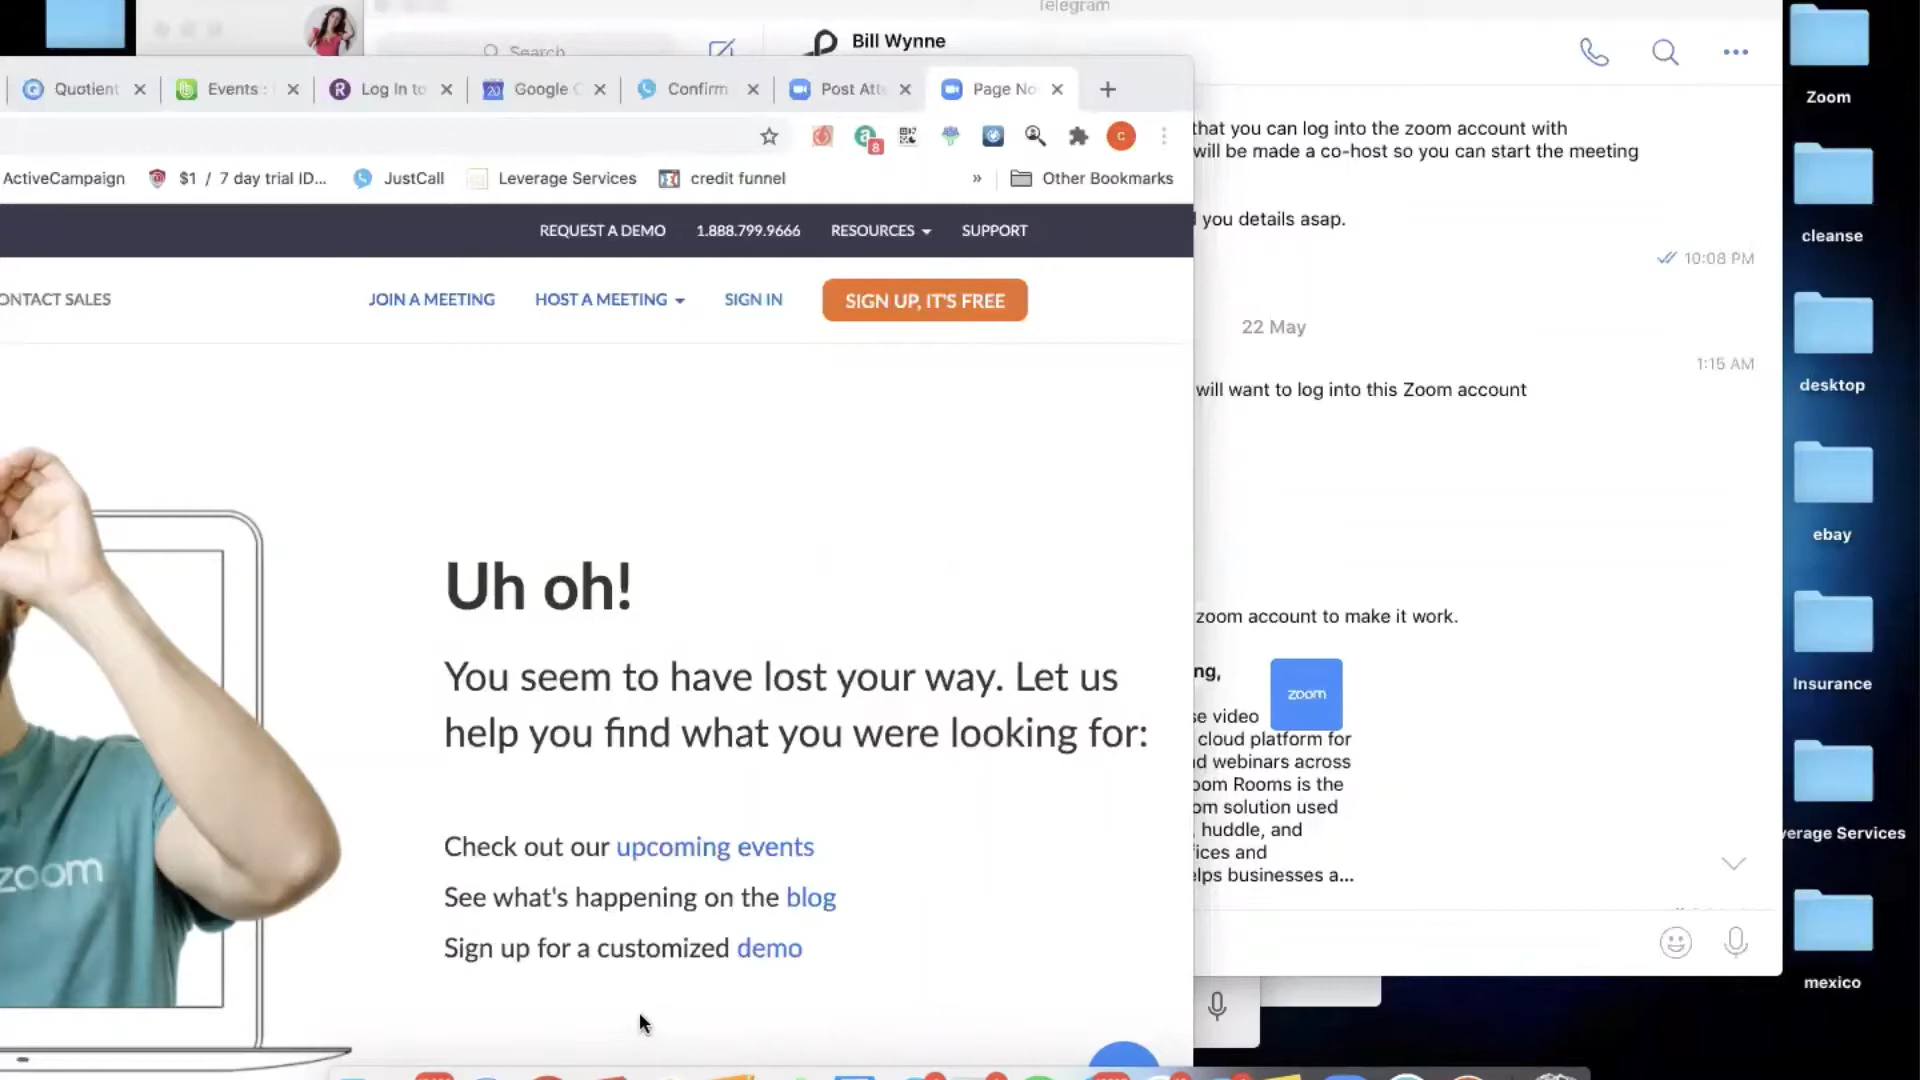 Telegram
Search
Bill Wynne
Quotient
Events :
Log In to
Google C
Confirm
Post Atte
Page No
8
C
ActiveCampaign
$1 / 7 day trial ID...
JustCall
Leverage Services
credit funnel
»
Other Bookmarks
REQUEST A DEMO
1.888.799.9666
RESOURCES
SUPPORT
ONTACT SALES
JOIN A MEETING
HOST A MEETING
SIGN IN
SIGN UP, IT'S FREE
Uh oh!
You seem to have lost your way. Let us
help you find what you were looking for:
Check out our upcoming events
See what's happening on the blog
Sign up for a customized demo
zoom
that you can log into the zoom account with
will be made a co-host so you can start the meeting
you details asap.
10:08 PM
22 May
1:15 AM
will want to log into this Zoom account
zoom account to make it work.
ng,
zoom
se video
cloud platform for
nd webinars across
oom Rooms is the
om solution used
, huddle, and
ices and
elps businesses a...
Zoom
cleanse
desktop
ebay
Insurance
verage Services
mexico